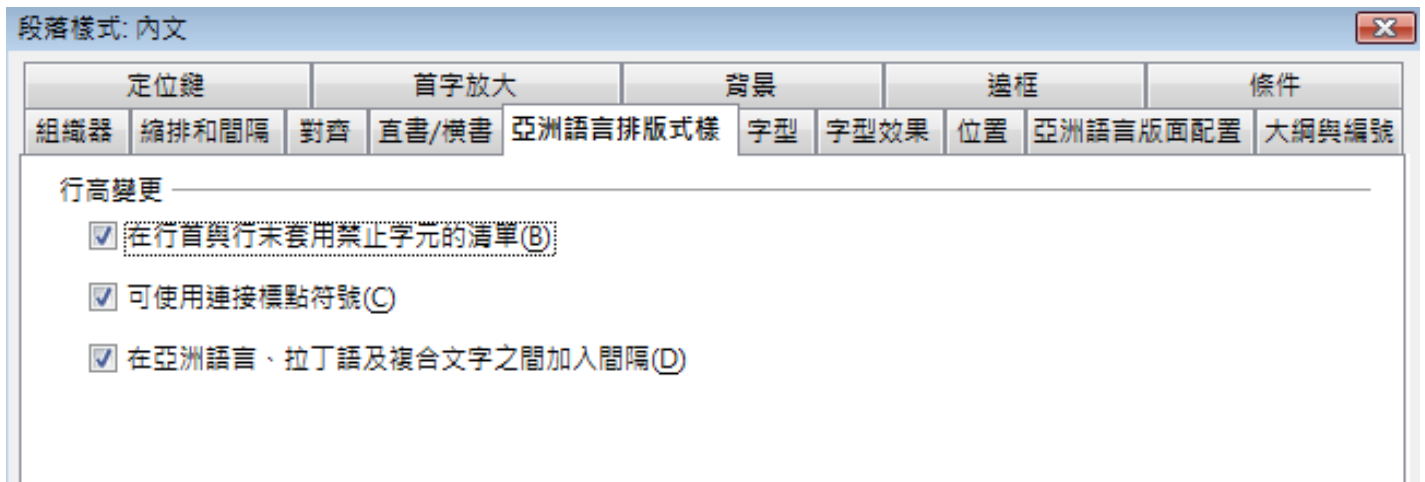 段落樣式: 內文
定位鍵 首字放大 背景 邊框 條件
組織器 縮排和間隔 對齊 直書/橫書 亞洲語言排版式樣 字型 字型效果 位置 亞洲語言版面配置 大綱與編號
行高變更
在行首與行末套用禁止字元的清單(B)
可使用連接標點符號(C)
在亞洲語言、拉丁語及複合文字之間加入間隔(D)